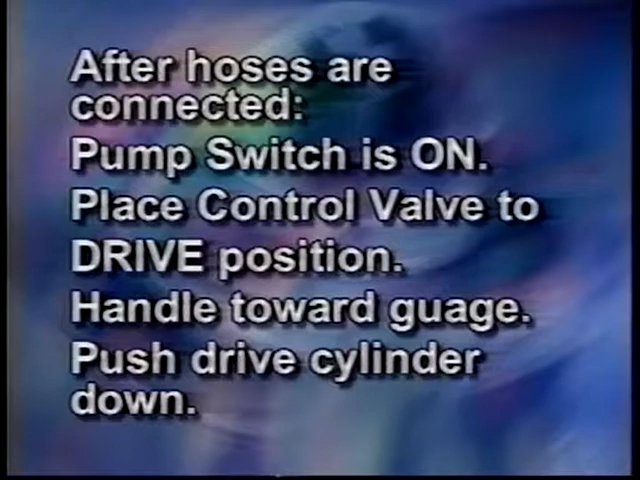 After hoses are
connected:
Pump Switch is ON.
Place Control Valve to
DRIVE position.
Handle toward guage.
Push drive cylinder
down.